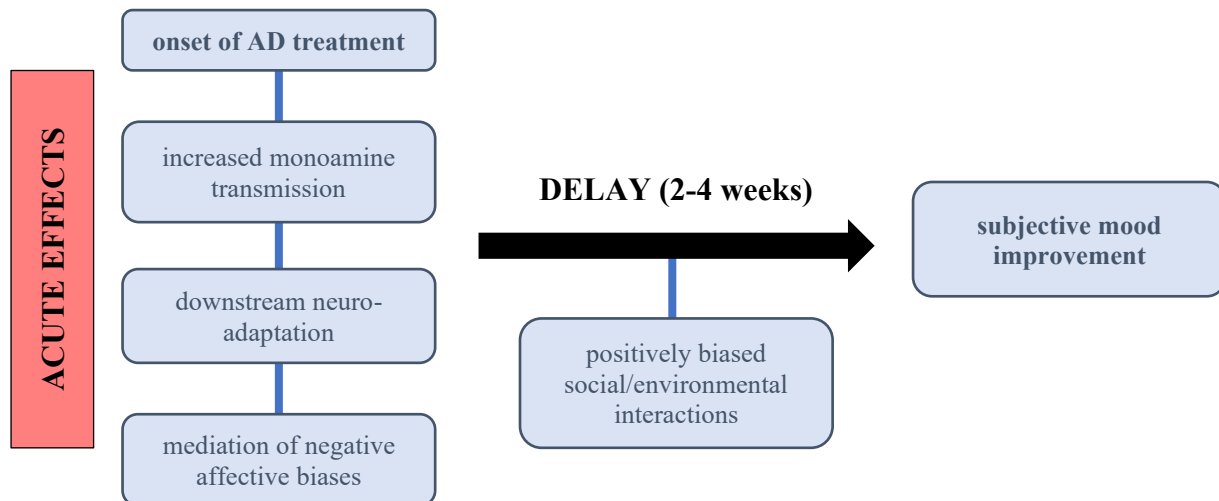 ACUTE EFFECTS
onset of AD treatment
increased monoamine
transmission
downstream neuro-
adaptation
mediation of negative
affective biases
DELAY (2-4 weeks)
positively biased
social/environmental
interactions
subjective mood
improvement